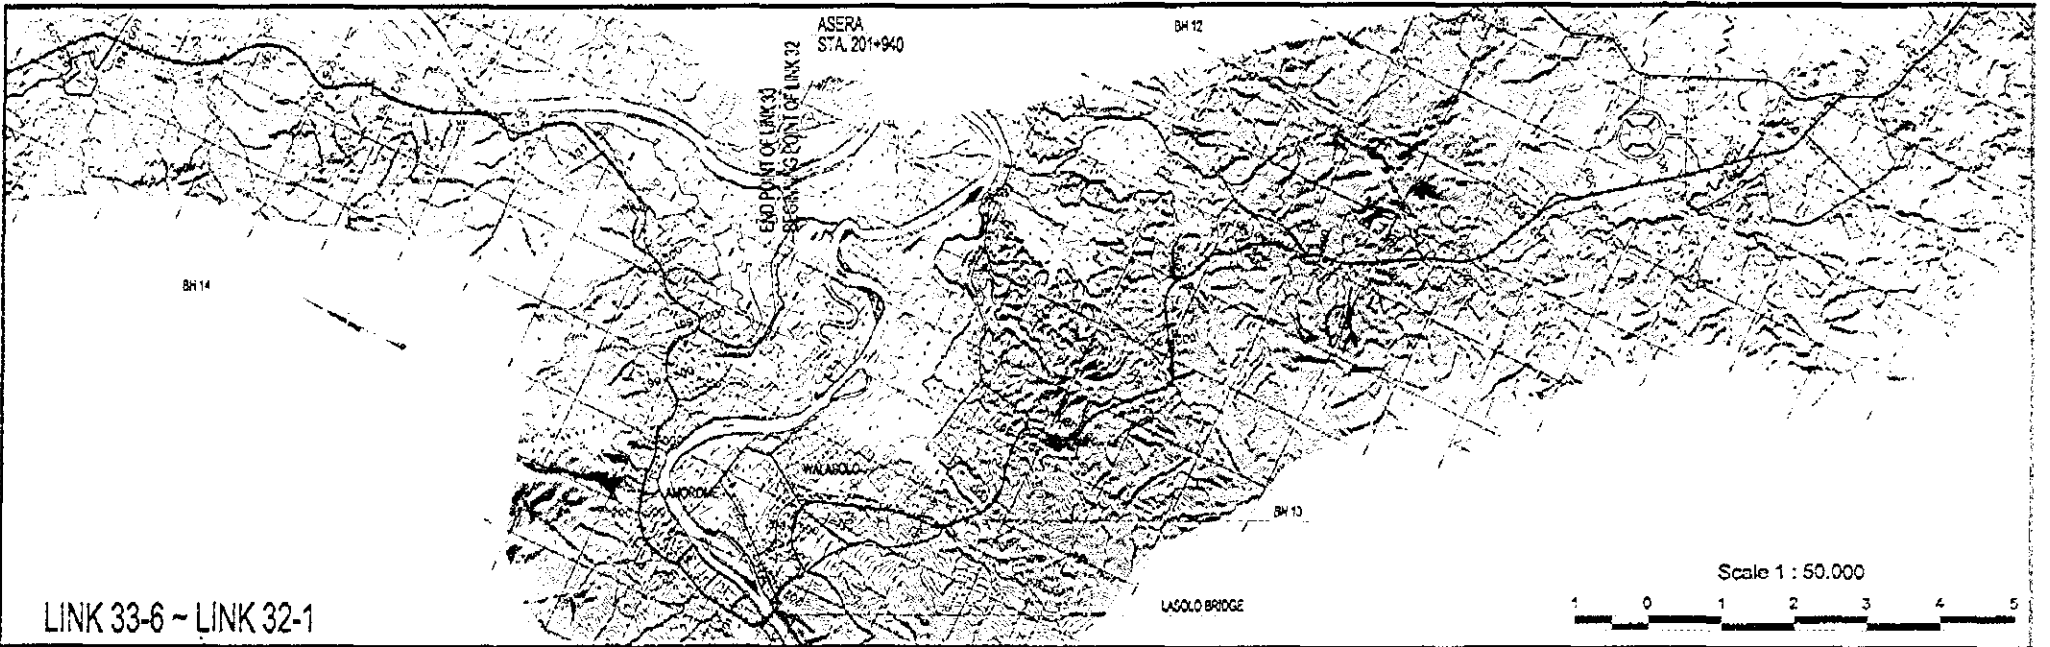 ASERA
STA. 201+940
BH 12
END POINT OF LINK 33
BEGINNING POINT OF LINK 32
BH 14
WALASOLO
AMOROME
BH 13
LASOLO BRIDGE
Scale 1 : 50.000
1 0 1 2 3 4 5
LINK 33-6 ~ LINK 32-1